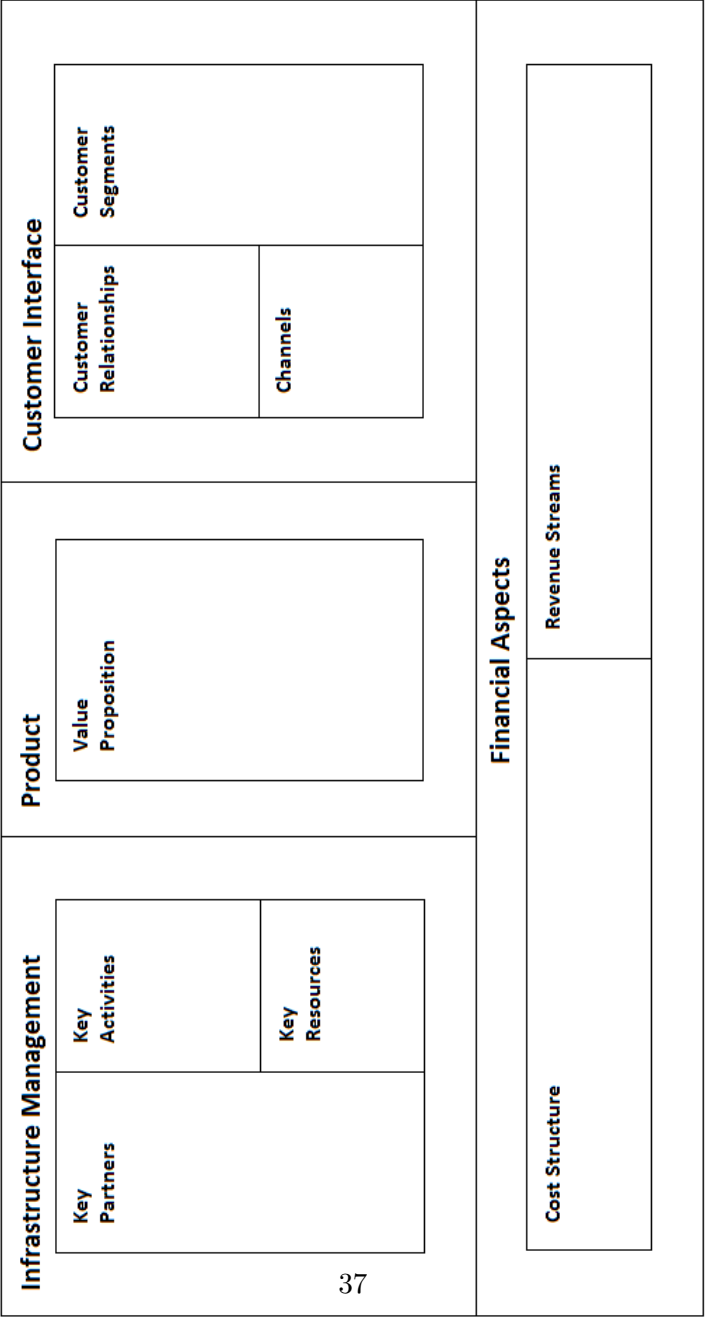 Infrastructure Management
Key
Partners
Key
Activities
Key
Resources
Product
Value
Proposition
Customer Interface
Customer
Relationships
Channels
Customer
Segments
Financial Aspects
Cost Structure
Revenue Streams
37